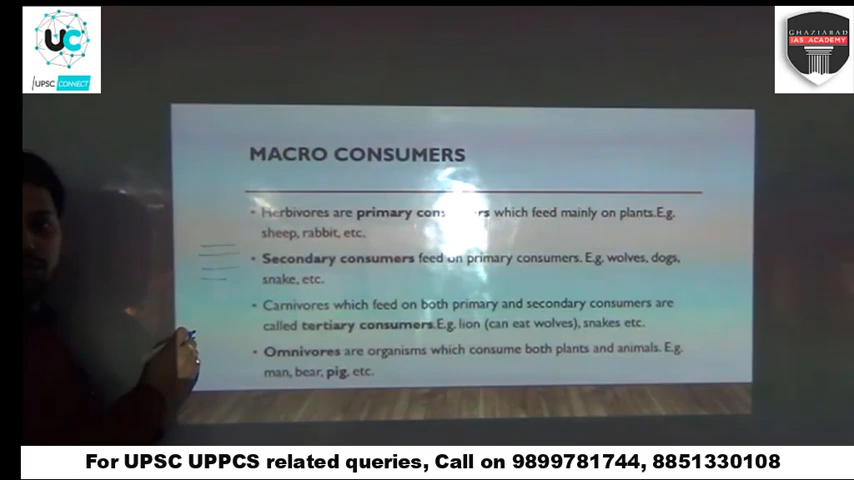 UC
UPSC CONNECT
GHAZIABAD
IAS ACADEMY
MACRO CONSUMERS
• Herbivores are primary consumers which feed mainly on plants.E.g.
sheep, rabbit, etc.
• Secondary consumers feed on primary consumers. E.g. wolves, dogs,
snake, etc.
• Carnivores which feed on both primary and secondary consumers are
called tertiary consumers.E.g. lion (can eat wolves), snakes etc.
• Omnivores are organisms which consume both plants and animals. E.g.
man, bear, pig, etc.
For UPSC UPPCS related queries, Call on 9899781744, 8851330108